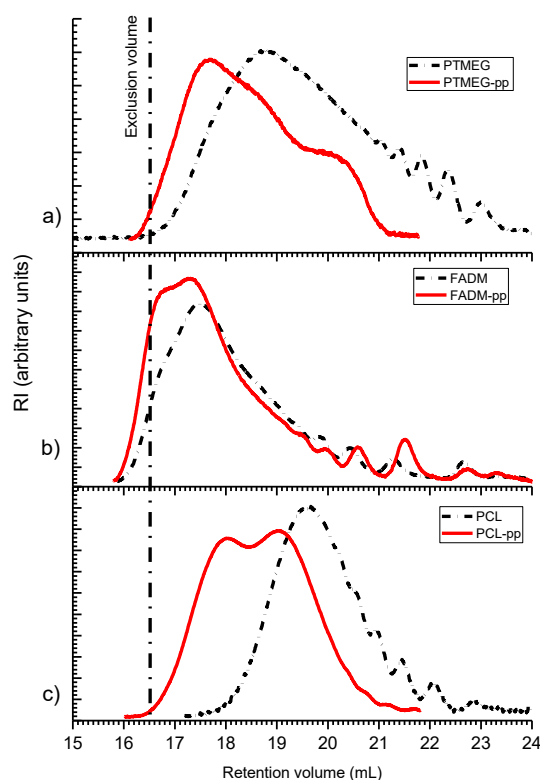 Exclusion volume
PTMEG
PTMEG-pp
a)
FADM
FADM-pp
RI (arbitrary units)
b)
PCL
PCL-pp
c)
15 16 17 18 19 20 21 22 23 24
Retention volume (mL)